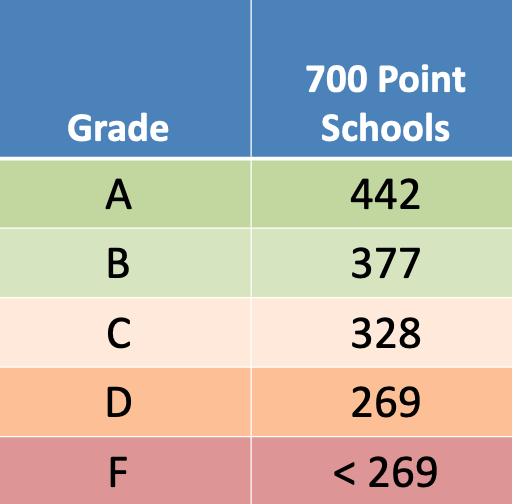 Grade 700 Point Schools
A 442
B 377
C 328
D 269
F < 269